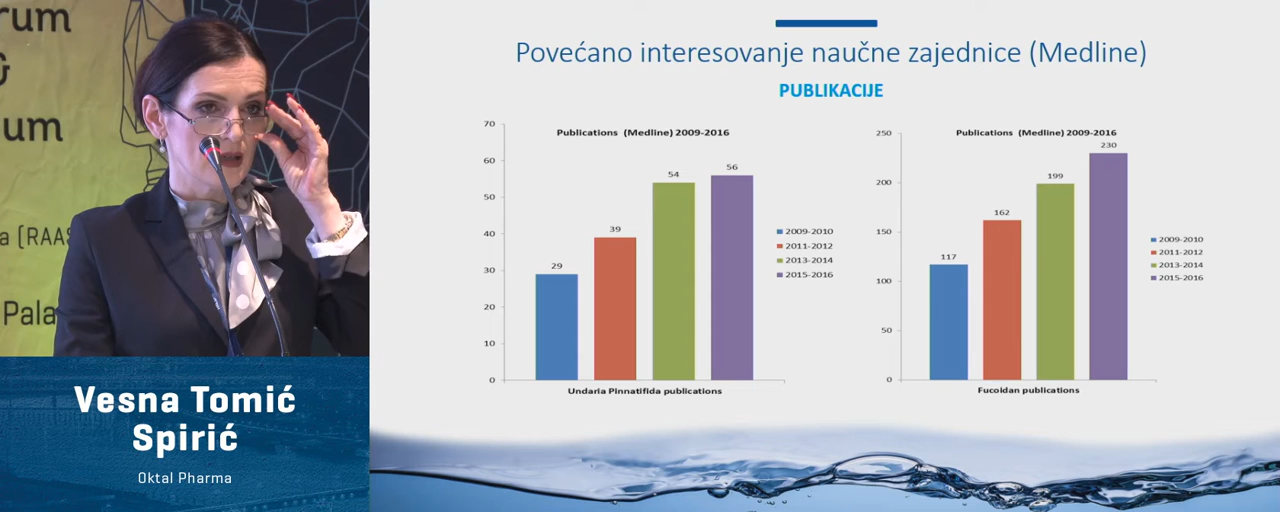 rum
&
um
a (RAAS
Pala
Vesna Tomić
Spirić
Oktal Pharma
Povećano interesovanje naučne zajednice (Medline)
PUBLIKACIJE
Publications (Medline) 2009-2016
70
60
50
40
30
20
10
0
29
39
54
56
2009-2010
2011-2012
2013-2014
2015-2016
Undaria Pinnatifida publications
Publications (Medline) 2009-2016
250
200
150
100
50
0
117
162
199
230
2009-2010
2011-2012
2013-2014
2015-2016
Fucoidan publications